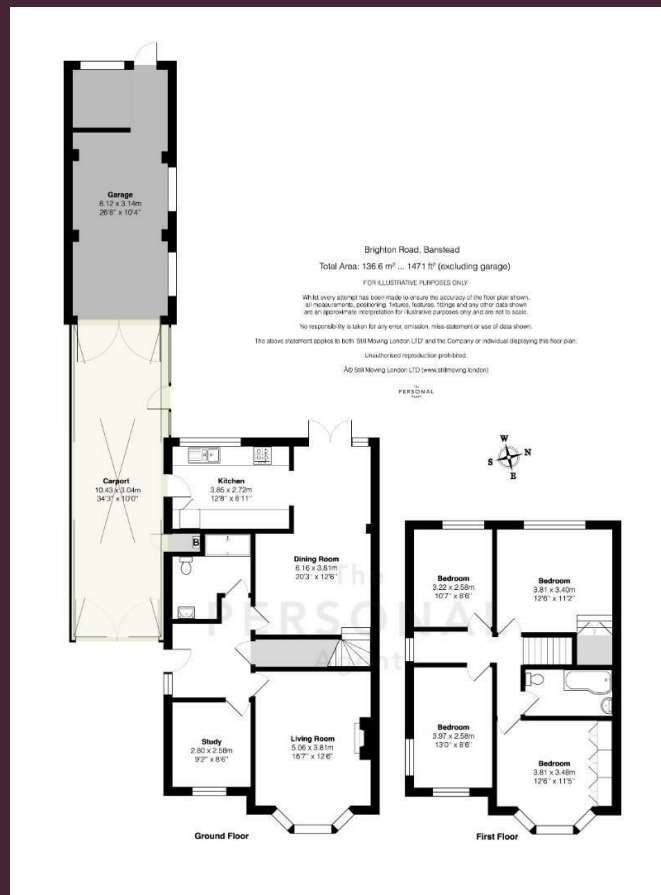 Garage
8.12 x 3.14m
26'8" x 10'4"
Brighton Road, Banstead
Total Area: 136.6 m² ... 1471 ft² (excluding garage)
FOR ILLUSTRATIVE PURPOSES ONLY
Whilst every attempt has been made to ensure the accuracy of the floor plan shown,
all measurements, positioning, fixtures, features, fittings and any other data shown
are an approximate interpretation for illustrative purposes only and are not to scale.
No responsibility is taken for any error, omission, miss-statement or use of data shown.
The above statement applies to both Still Moving London LTD and the Company or individual displaying this floor plan.
Unauthorised reproduction prohibited.
Â© Still Moving London LTD (www.stillmoving.london)
The
PERSONAL
Agent
W
N
S
E
Carport
10.43 x 3.04m
34'3" x 10'0"
Kitchen
3.85 x 2.72m
12'8" x 8'11"
B
Dining Room
6.16 x 3.81m
20'3" x 12'6"
The
PERSONAL
Agent
Study
2.80 x 2.58m
9'2" x 8'6"
Living Room
5.06 x 3.81m
16'7" x 12'6"
Ground Floor
Bedroom
3.22 x 2.58m
10'7" x 8'6"
Bedroom
3.81 x 3.40m
12'6" x 11'2"
Bedroom
3.97 x 2.58m
13'0" x 8'6"
Bedroom
3.81 x 3.48m
12'6" x 11'5"
First Floor